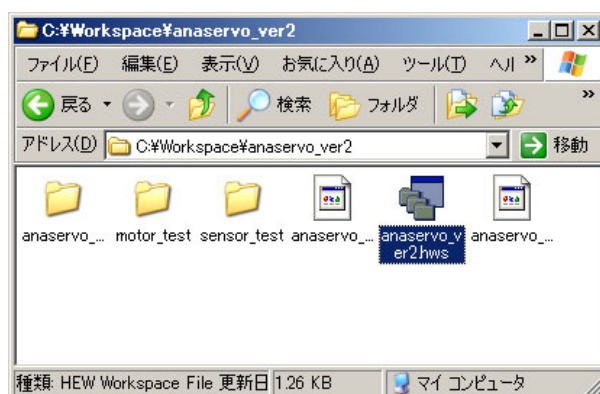 C:¥Workspace¥anaservo_ver2
ファイル(F) 編集(E) 表示(V) お気に入り(A) ツール(T) ヘル »
戻る 検索 フォルダ »
アドレス(D) C:¥Workspace¥anaservo_ver2 移動
anaservo_... motor_test sensor_test anaservo_... anaservo_v anaservo_...
er2.hws
種類: HEW Workspace File 更新日 1.26 KB マイ コンピュータ